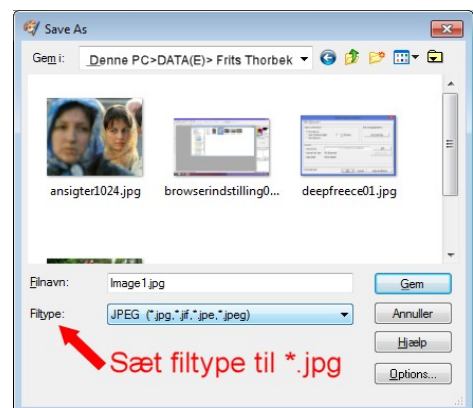 Save As
Gem i: Denne PC>DATA(E)> Frits Thorbek
ansigter1024.jpg browserindstilling0... deepfreece01.jpg
Filnavn: Image1.jpg Gem
Filtype: JPEG (*.jpg,*.jif,*.jpe,*.jpeg) Annuller
Hjælp
Sæt filtype til *.jpg
Options...